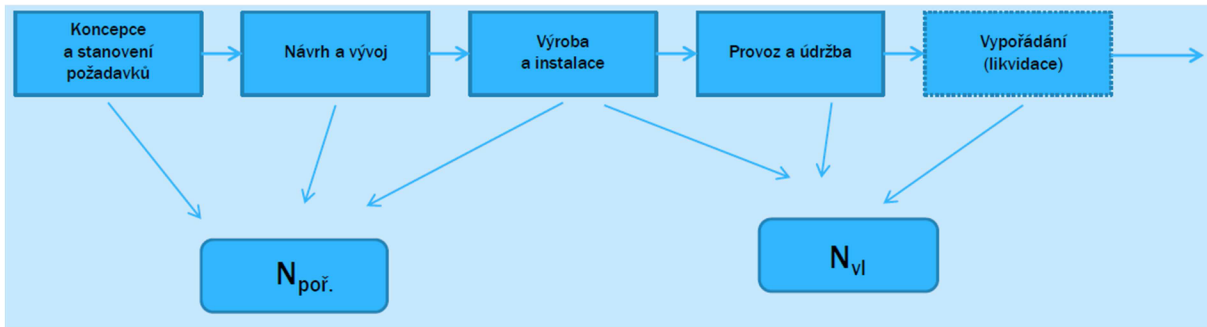 Koncepce
a stanovení
požadavků
Návrh a vývoj
Výroba
a instalace
Provoz a údržba
Vypořádání
(likvidace)
Npoř.
Nvl